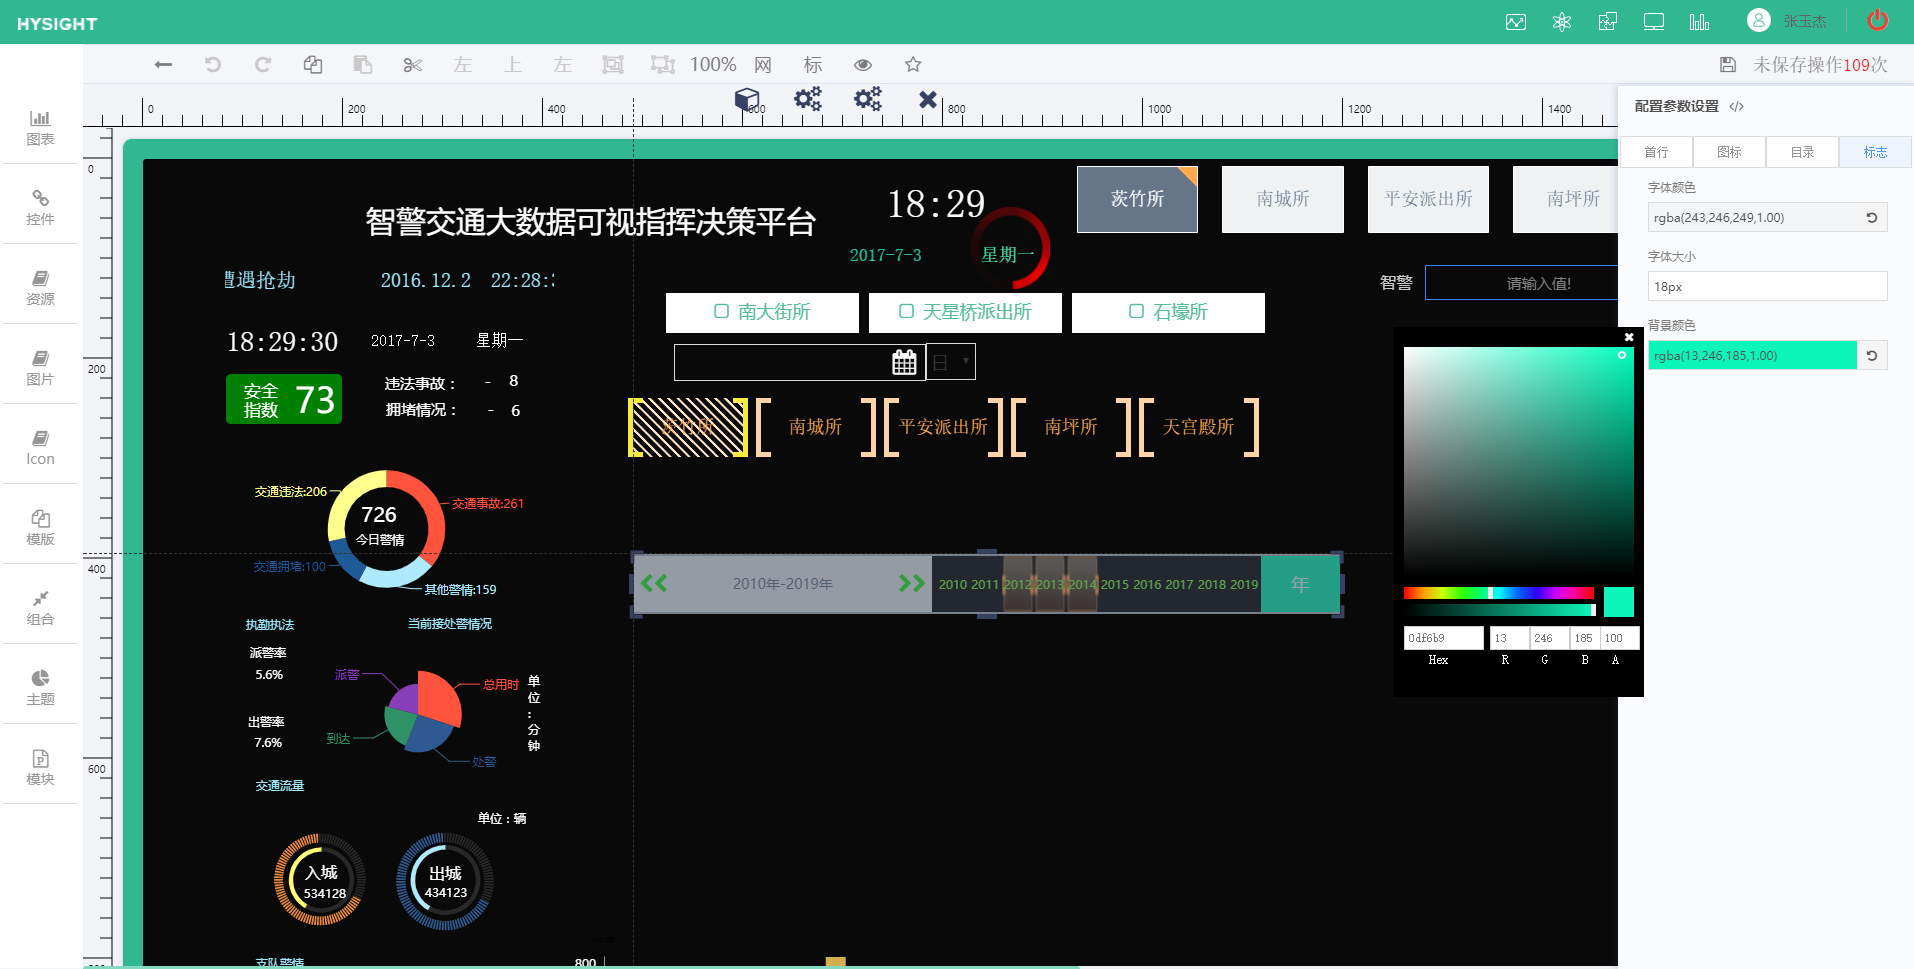 HYSIGHT
张玉杰
左
上
左
100%
网
标
未保存操作109次
图表
控件
资源
图片
Icon
模版
组合
主题
模块
0
200
400
600
800
1000
1200
1400
0
200
400
600
智警交通大数据可视指挥决策平台
18:29
2017-7-3
星期一
茨竹所
南城所
平安派出所
南坪所
智警
请输入值!
遭遇抢劫
2016.12.2 22:28:
南大街所
天星桥派出所
石壕所
日
18:29:30
2017-7-3
星期一
安全
指数
73
违法事故： - 8
拥堵情况： - 6
茨竹所
南城所
平安派出所
南坪所
天宫殿所
交通违法:206
交通事故:261
726
今日警情
交通拥堵:100
其他警情:159
2010年-2019年
2010 2011 2012 2013 2014 2015 2016 2017 2018 2019
年
执勤执法
当前接处警情况
派警率
5.6%
出警率
7.6%
派警
总用时
到达
处警
单位：分钟
交通流量
单位：辆
入城
534128
出城
434123
支队警情
800
配置参数设置 </>
首行
图标
目录
标志
字体颜色
rgba(243,246,249,1.00)
字体大小
18px
背景颜色
rgba(13,246,185,1.00)
0df6b9
13
246
185
100
Hex
R
G
B
A